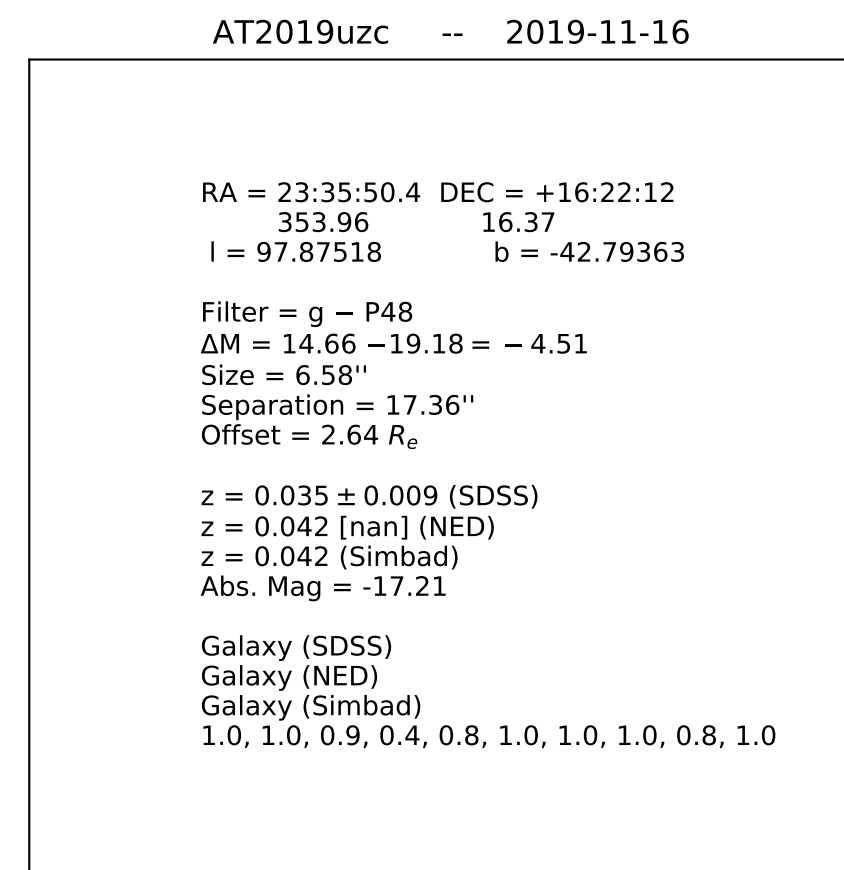 AT2019uzc -- 2019-11-16
RA = 23:35:50.4 DEC = +16:22:12
353.96 16.37
l = 97.87518 b = -42.79363
Filter = g − P48
ΔM = 14.66 −19.18 = − 4.51
Size = 6.58''
Separation = 17.36''
Offset = 2.64 Rₑ
z = 0.035 ± 0.009 (SDSS)
z = 0.042 [nan] (NED)
z = 0.042 (Simbad)
Abs. Mag = -17.21
Galaxy (SDSS)
Galaxy (NED)
Galaxy (Simbad)
1.0, 1.0, 0.9, 0.4, 0.8, 1.0, 1.0, 1.0, 0.8, 1.0